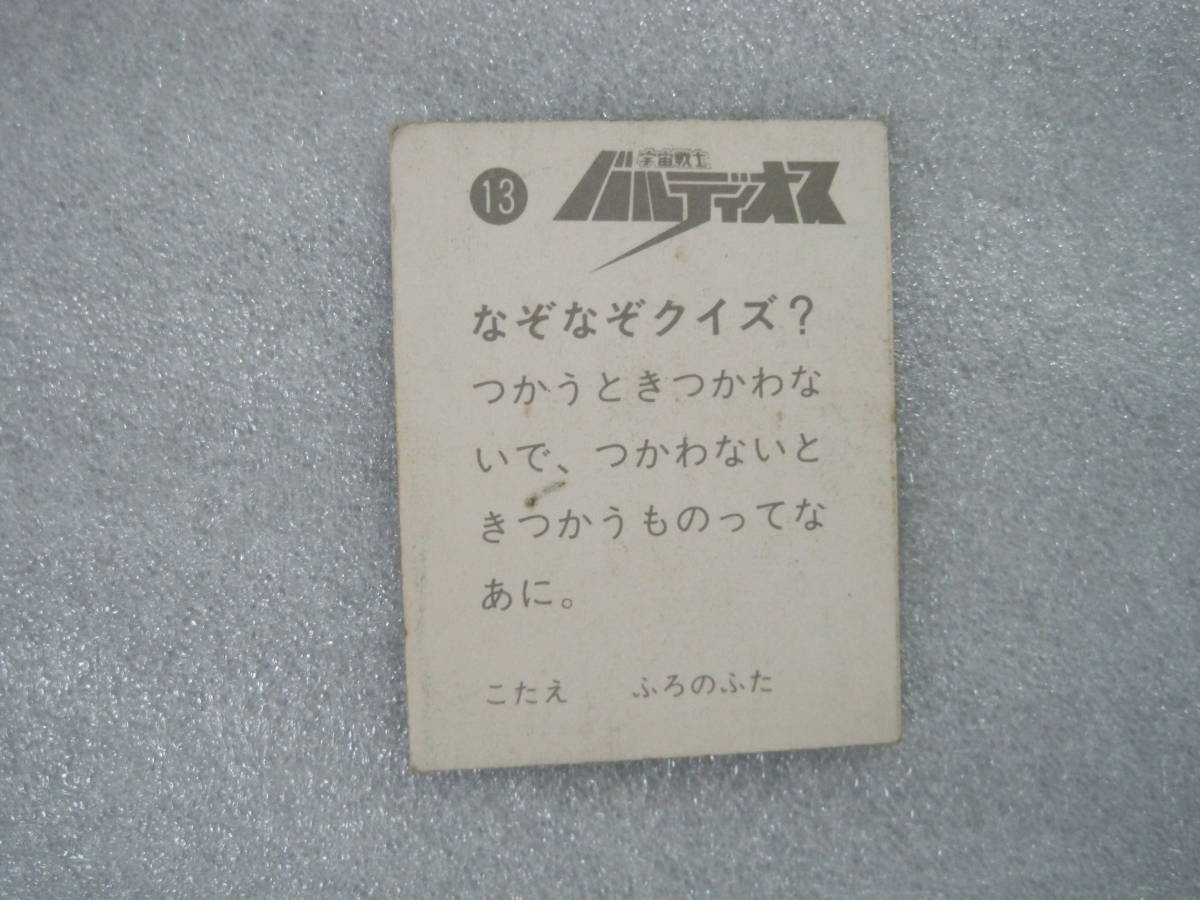 13 宇宙戦士
バルディオス
なぞなぞクイズ?
つかうときつかわな
いで、つかわないと
きつかうものってな
あに。
こたえ ふろのふた